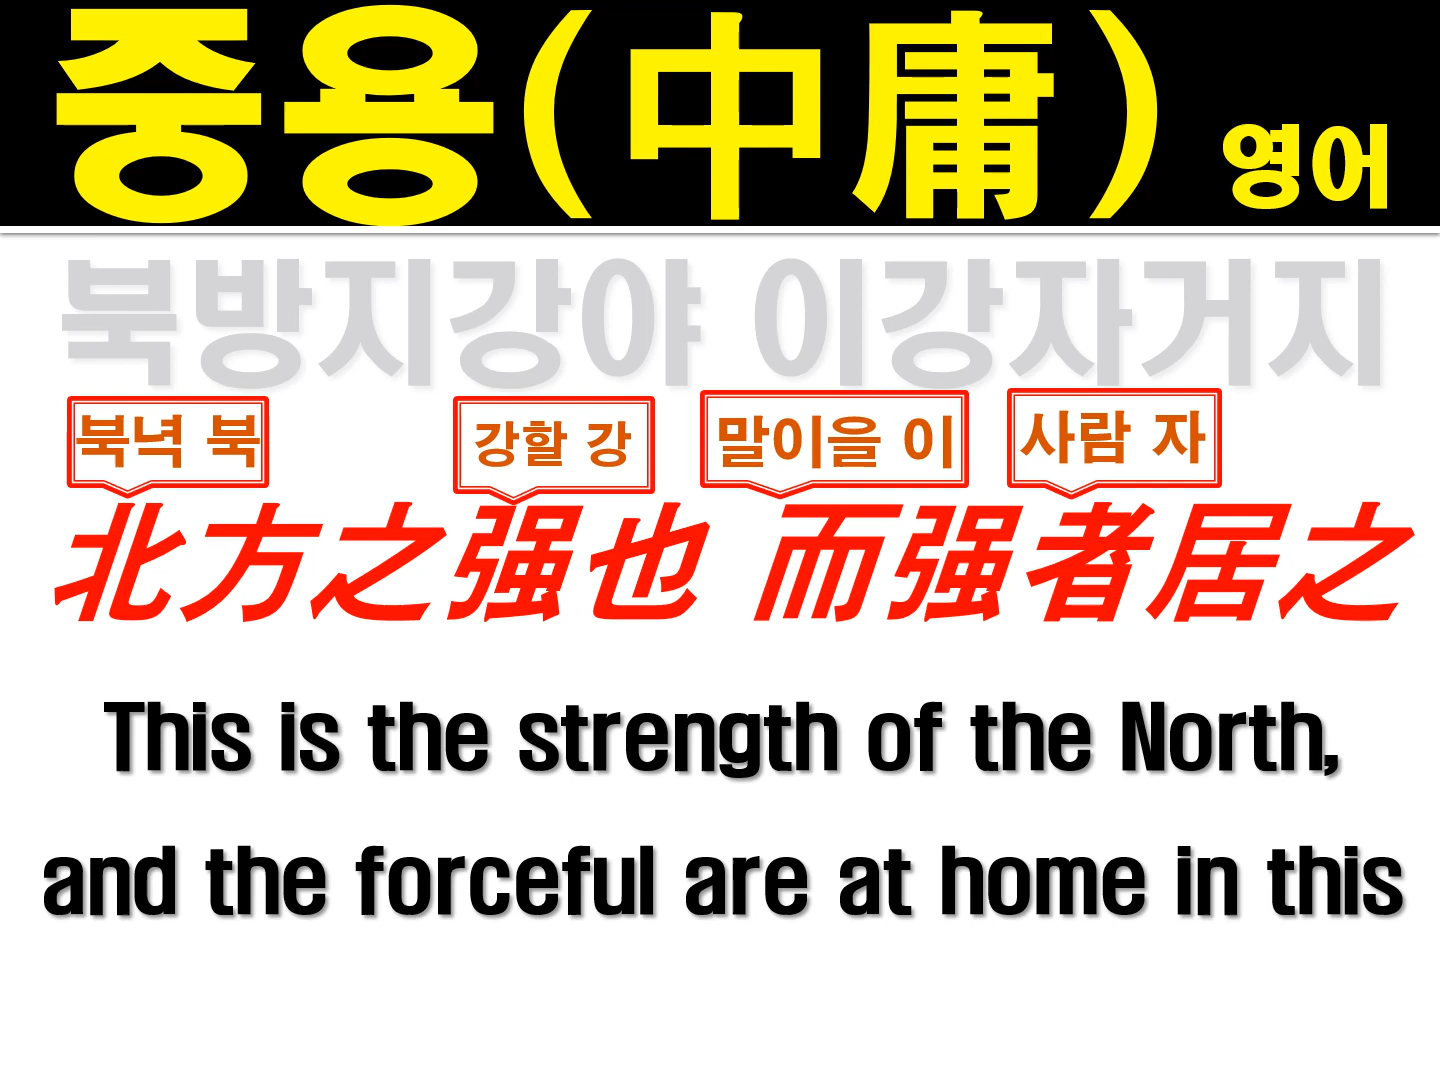 중용(中庸) 영어
북방지강야 이강자거지
북녘 북 강할 강 말이을 이 사람 자
北方之强也 而强者居之
This is the strength of the North,
and the forceful are at home in this